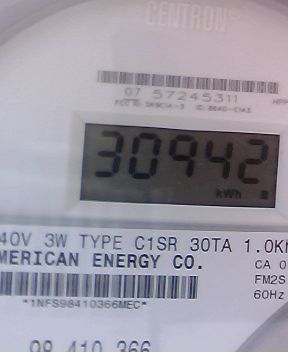 CENTRON®
07 57245311
30942
kWh
40V 3W TYPE C1SR 30TA 1.0K
MERICAN ENERGY CO.
CA 0
FM2S
60Hz
*1NFS98410366MEC*
98 410 366